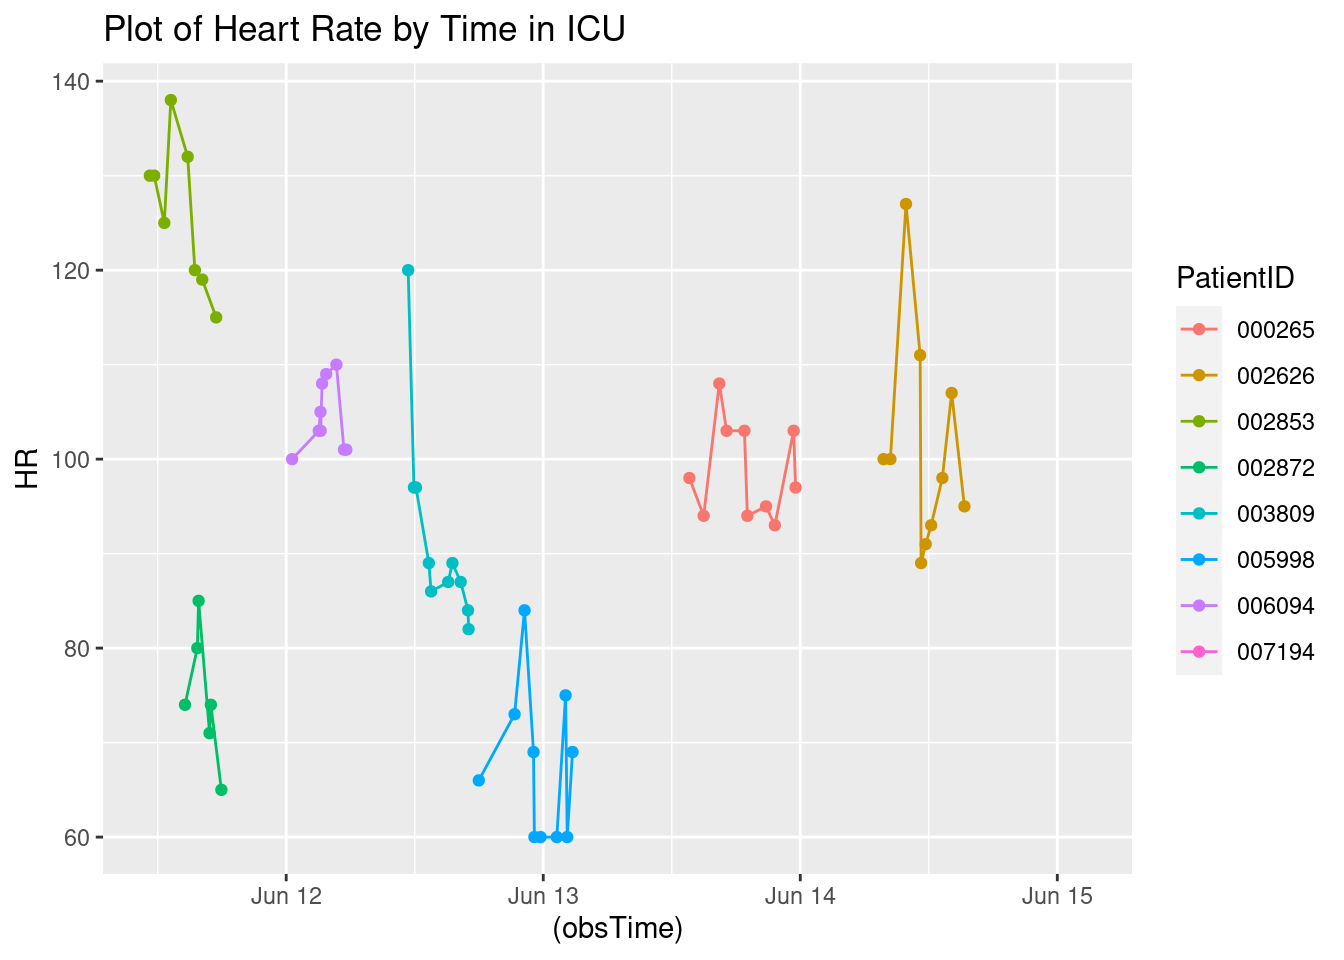 Plot of Heart Rate by Time in ICU
140
120
100
80
60
HR
Jun 12
Jun 13
Jun 14
Jun 15
(obsTime)
PatientID
000265
002626
002853
002872
003809
005998
006094
007194